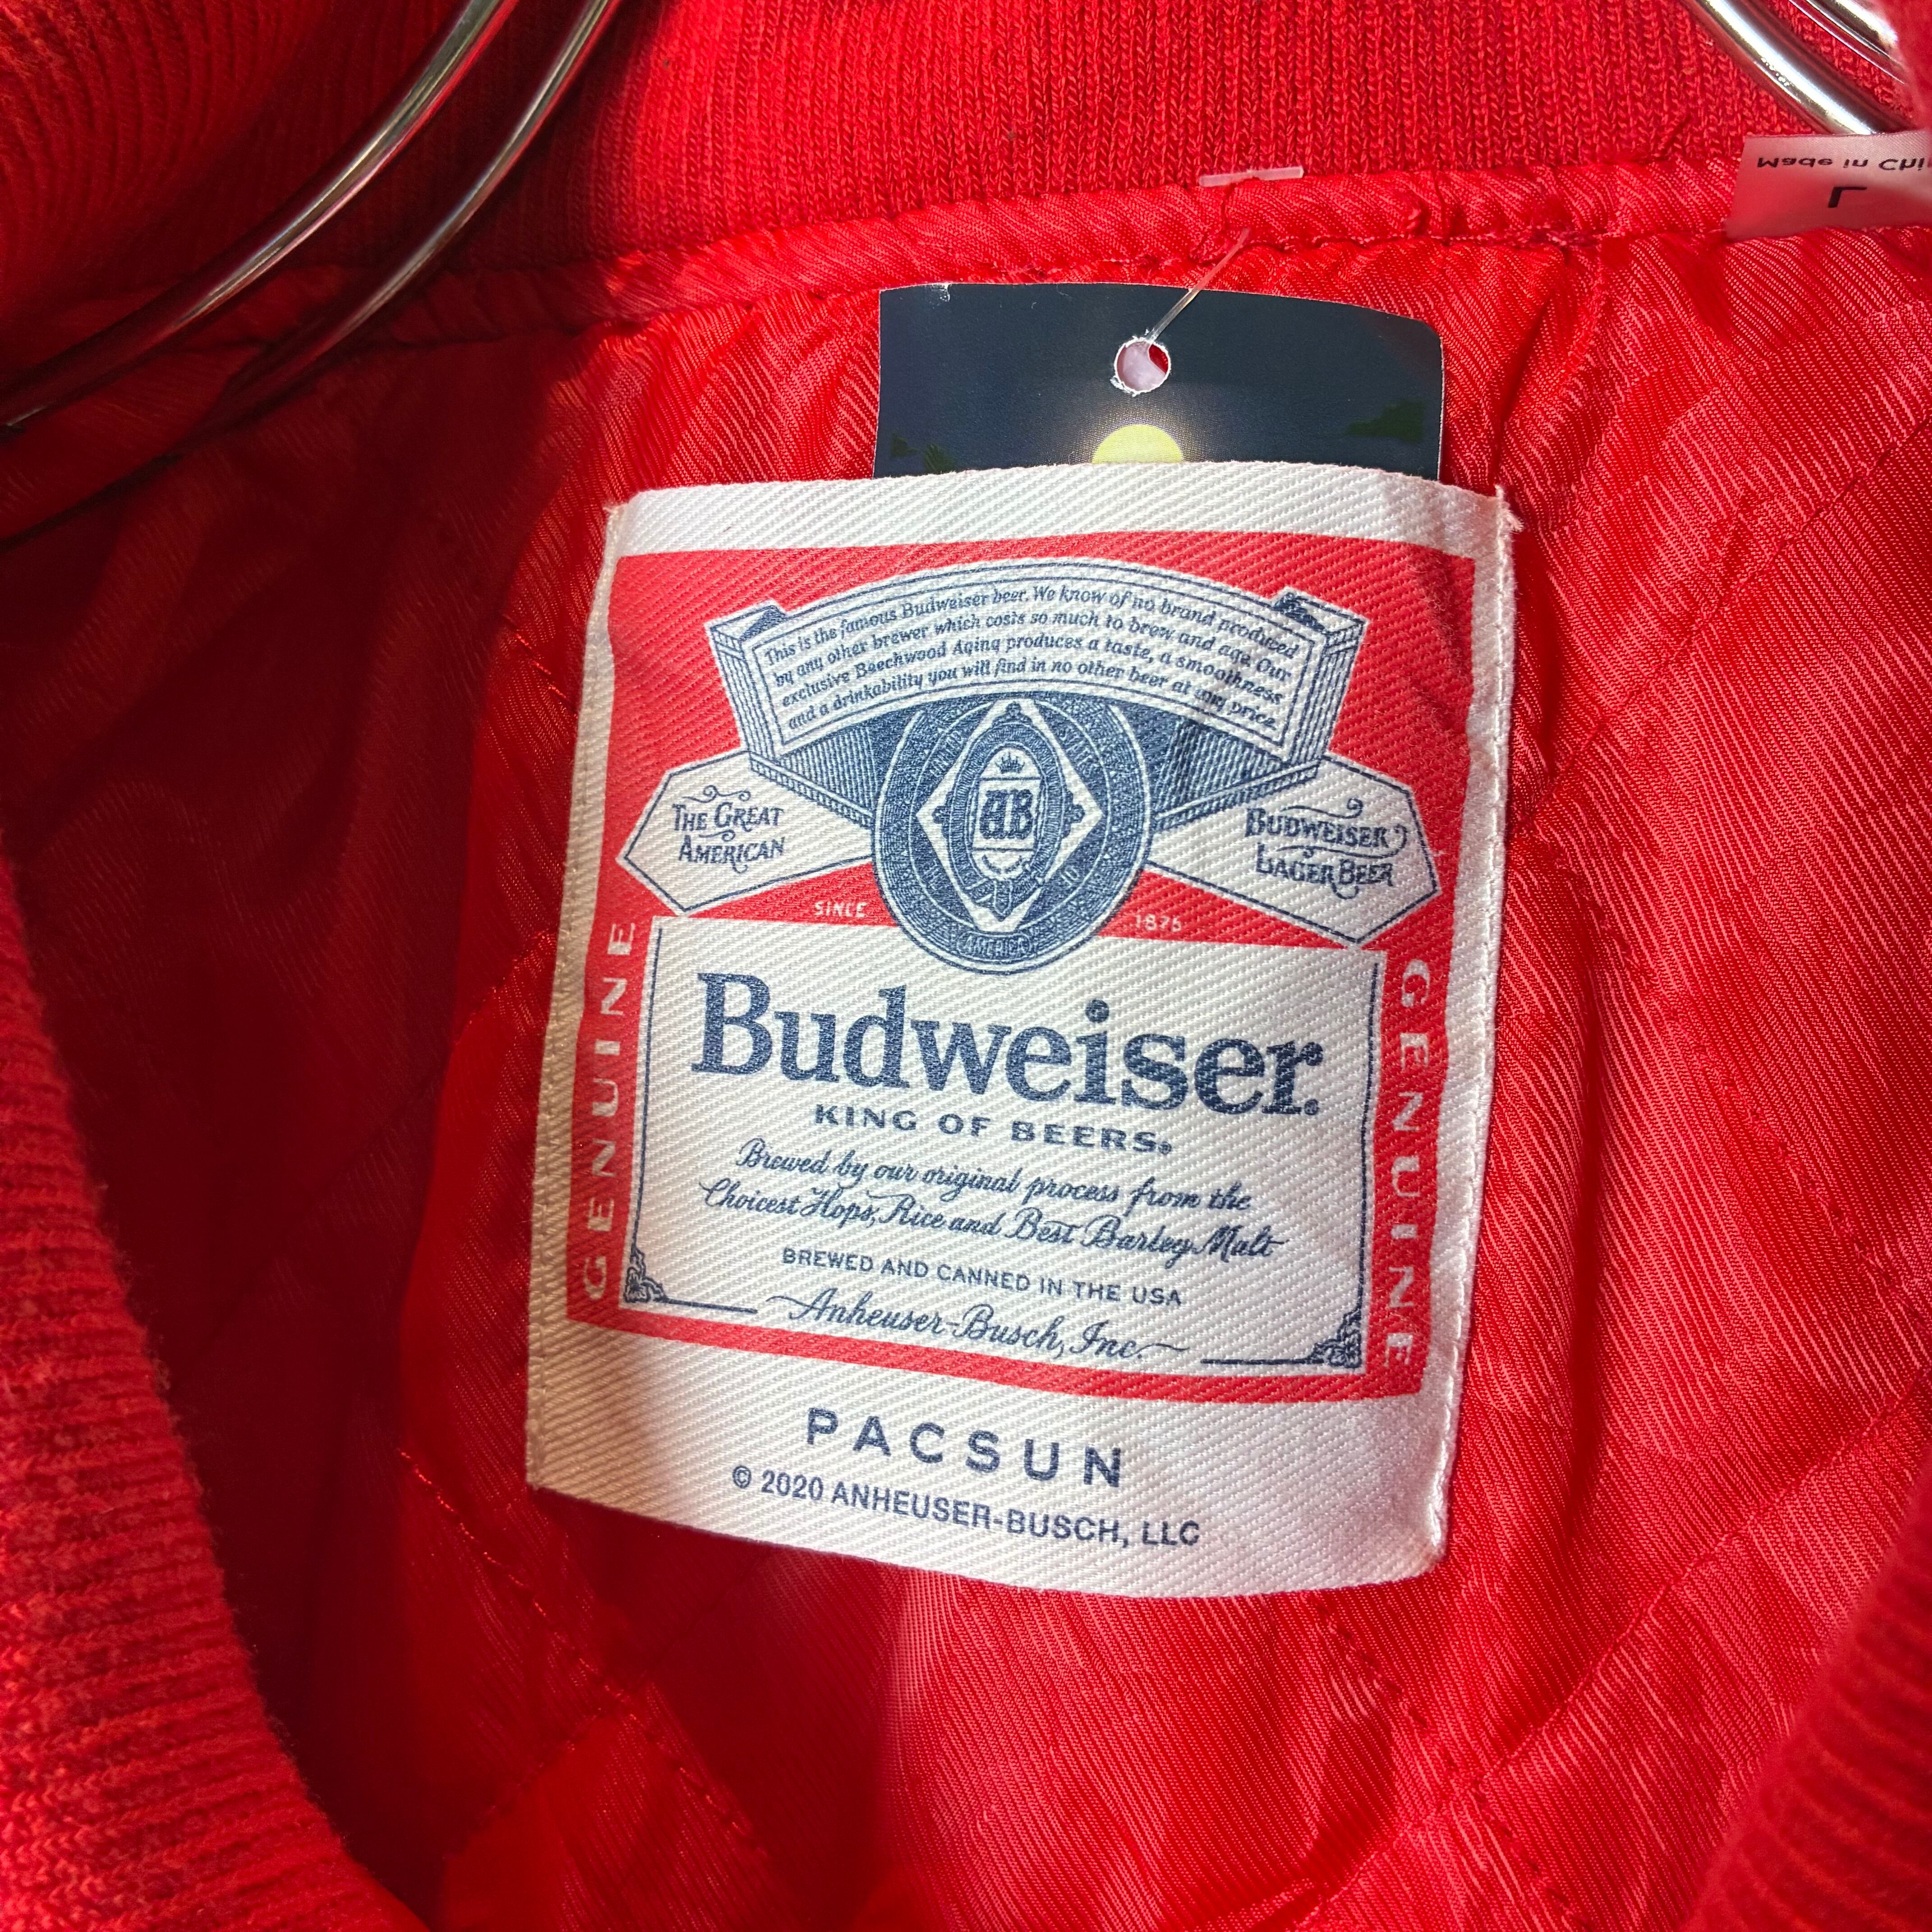 Made in Chi
L
This is the famous Budweiser beer. We know of no brand produced
by any other brewer which costs so much to brew and age. Our
exclusive Beechwood Aging produces a taste, a smoothness
and a drinkability you will find in no other beer at any price.
THE GREAT
AMERICAN
AB
BUDWEISER
LAGER BEER
SINCE 1876
AMERICA
GENUINE
GENUINE
Budweiser.
KING OF BEERS®
Brewed by our original process from the
Choicest Hops, Rice and Best Barley Malt
BREWED AND CANNED IN THE USA
Anheuser-Busch, Inc.
PACSUN
© 2020 ANHEUSER-BUSCH, LLC